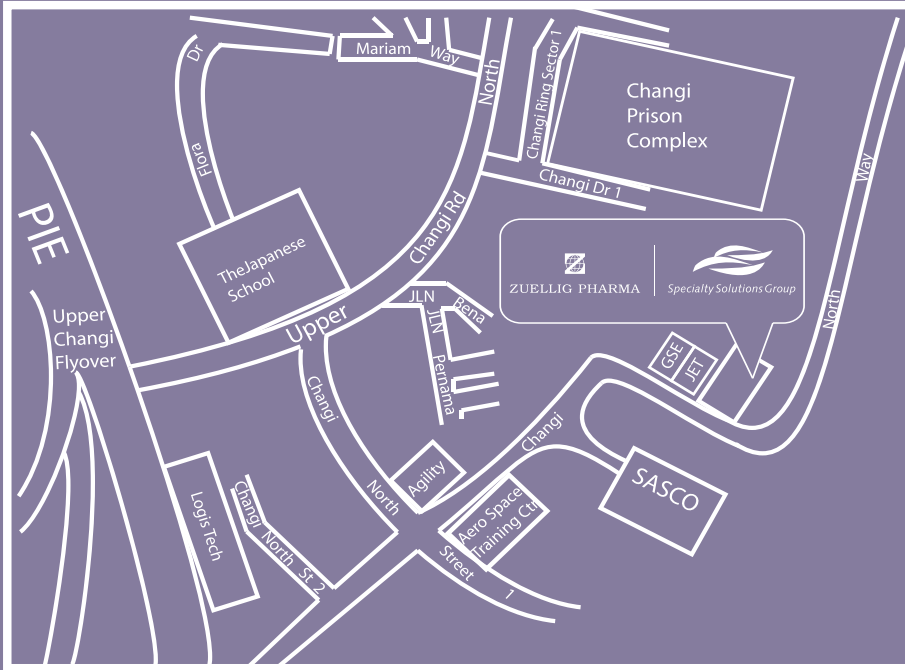 Dr
Mariam Way
North
Changi Ring Sector 1
Changi
Prison
Complex
Flora
Changi Dr 1
Way
PIE
Changi Rd
TheJapanese
School
ZUELLIG PHARMA
Specialty Solutions Group
Upper
Changi
Flyover
Upper
JLN Bena
JLN Pernama
North
GSE
JET
Changi
Changi
Agility
SASCO
Logis Tech
Changi North St 2
North
Aero Space
Training Ctr
Street 1